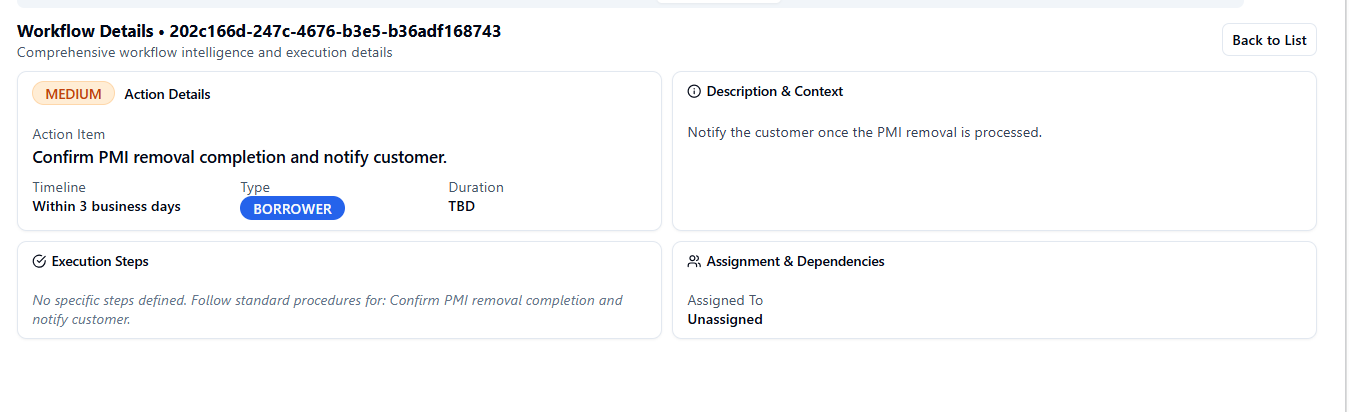 Workflow Details • 202c166d-247c-4676-b3e5-b36adf168743
Comprehensive workflow intelligence and execution details
Back to List
MEDIUM Action Details
Action Item
Confirm PMI removal completion and notify customer.
Timeline Type Duration
Within 3 business days BORROWER TBD
Description & Context
Notify the customer once the PMI removal is processed.
Execution Steps
No specific steps defined. Follow standard procedures for: Confirm PMI removal completion and
notify customer.
Assignment & Dependencies
Assigned To
Unassigned